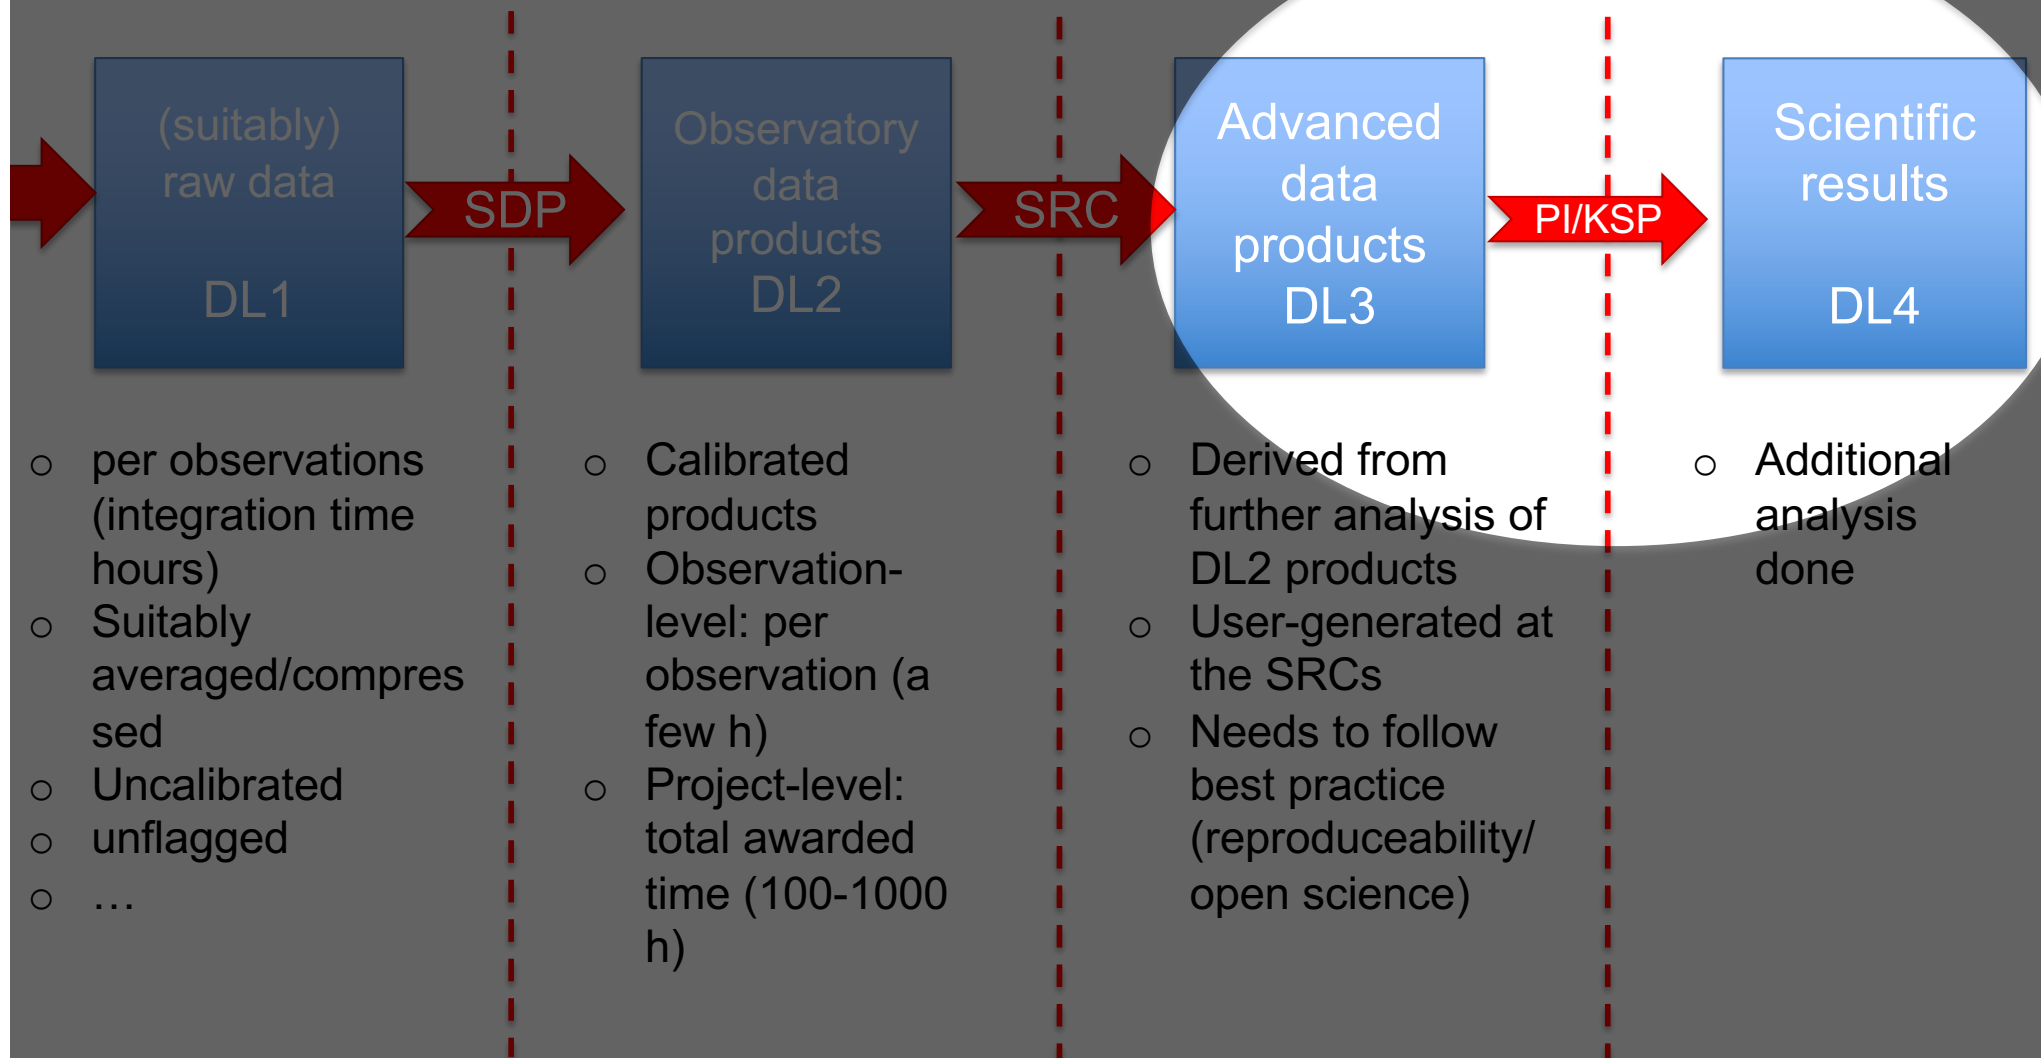 (suitably)
raw data
DL1
SDP
Observatory
data
products
DL2
SRC
Advanced
data
products
DL3
PI/KSP
Scientific
results
DL4
o per observations
(integration time
hours)
o Suitably
averaged/compres
sed
o Uncalibrated
o unflagged
o …
o Calibrated
products
o Observation-
level: per
observation (a
few h)
o Project-level:
total awarded
time (100-1000
h)
o Derived from
further analysis of
DL2 products
o User-generated at
the SRCs
o Needs to follow
best practice
(reproduceability/
open science)
o Additional
analysis
done